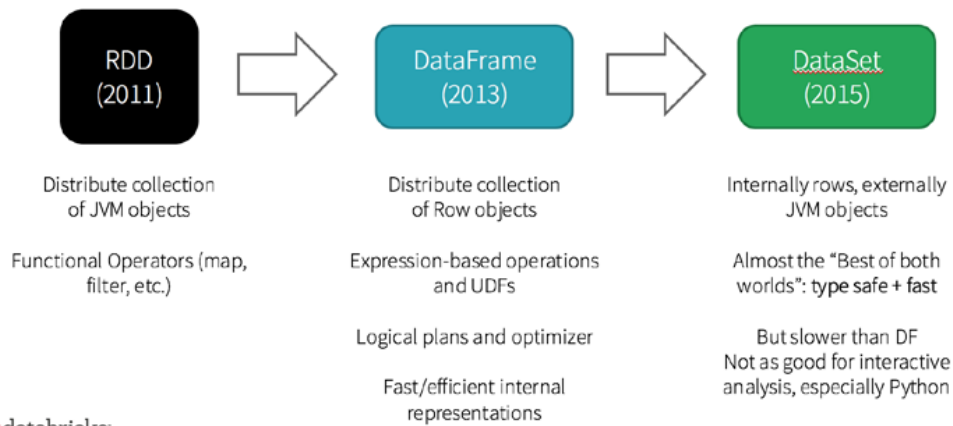 RDD
(2011)
DataFrame
(2013)
DataSet
(2015)
Distribute collection
of JVM objects
Functional Operators (map,
filter, etc.)
Distribute collection
of Row objects
Expression-based operations
and UDFs
Logical plans and optimizer
Fast/efficient internal
representations
Internally rows, externally
JVM objects
Almost the “Best of both
worlds”: type safe + fast
But slower than DF
Not as good for interactive
analysis, especially Python